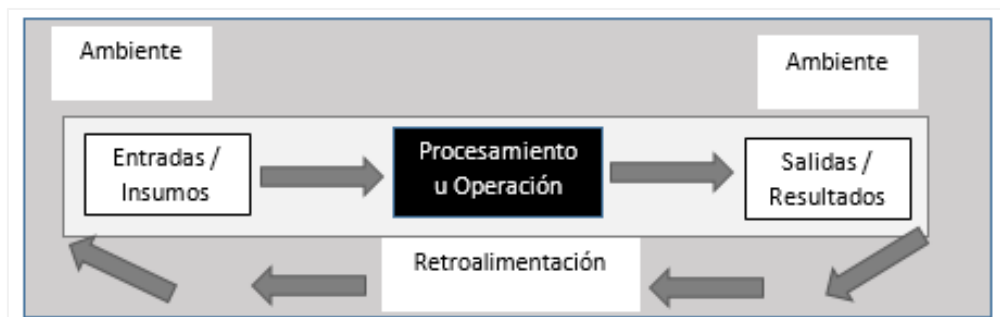 Ambiente
Ambiente
Entradas /
Insumos
Procesamiento
u Operación
Salidas /
Resultados
Retroalimentación